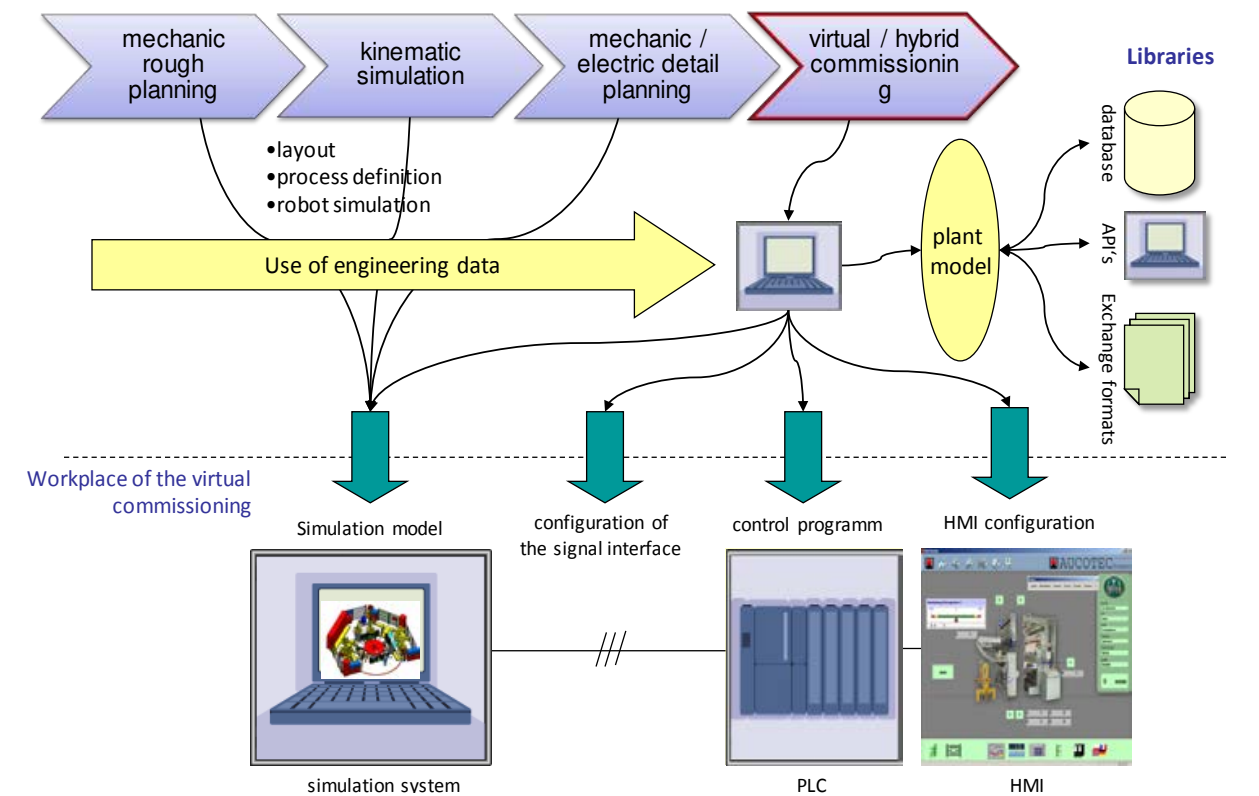 mechanic
rough
planning
kinematic
simulation
mechanic /
electric detail
planning
virtual / hybrid
commissionin
g
Libraries
database
API's
Exchange formats
•layout
•process definition
•robot simulation
Use of engineering data
plant
model
Workplace of the virtual
commissioning
Simulation model
configuration of
the signal interface
control programm
HMI configuration
AUCOTEC
simulation system
PLC
HMI